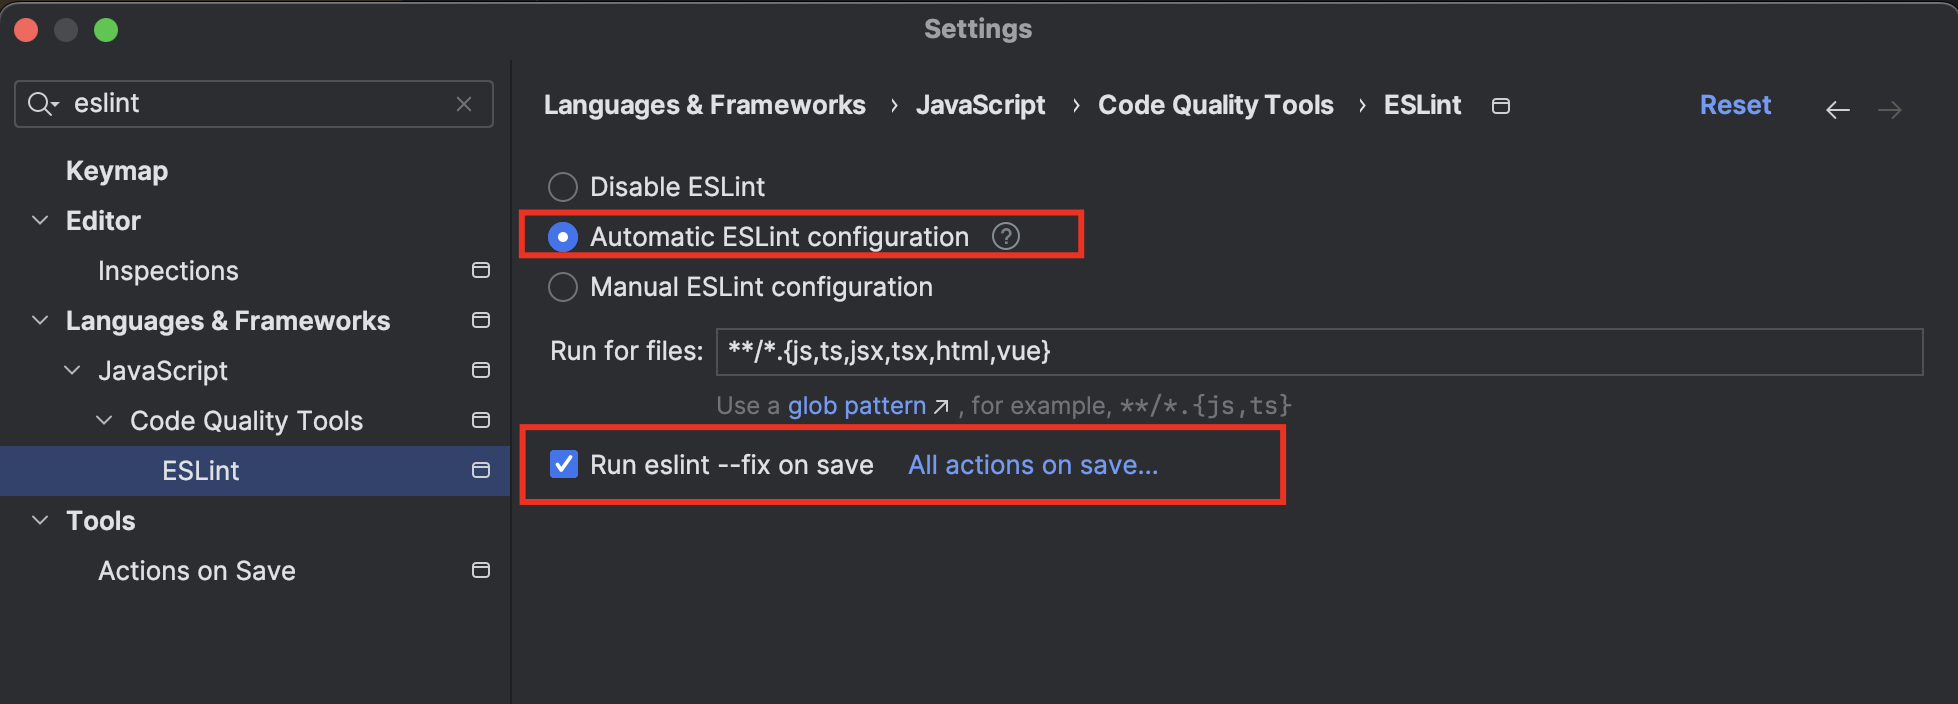 Settings
eslint
Keymap
Editor
Inspections
Languages & Frameworks
JavaScript
Code Quality Tools
ESLint
Tools
Actions on Save
Languages & Frameworks › JavaScript › Code Quality Tools › ESLint
Reset
Disable ESLint
Automatic ESLint configuration ?
Manual ESLint configuration
Run for files: **/*.{js,ts,jsx,tsx,html,vue}
Use a glob pattern ↗ , for example, **/*.{js,ts}
Run eslint --fix on save All actions on save...